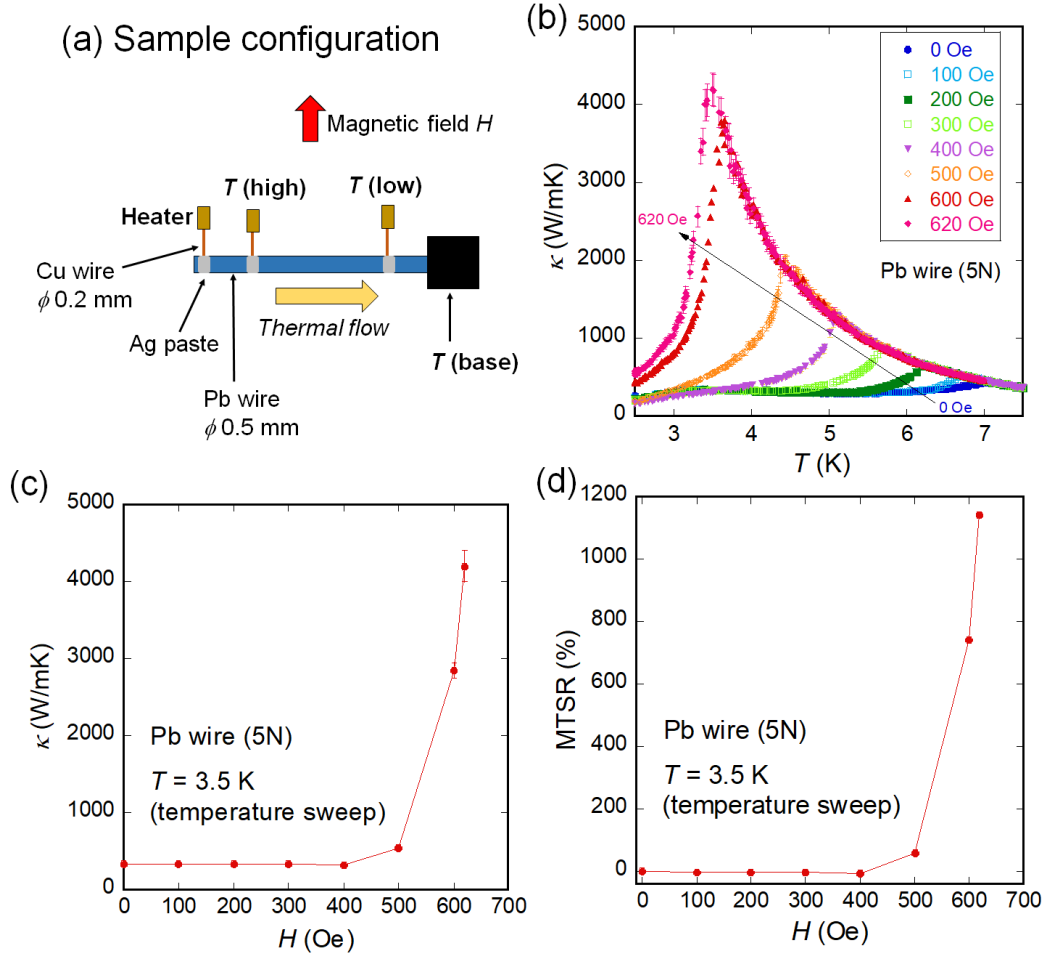 (a) Sample configuration
Magnetic field H
T (high)
T (low)
Heater
Cu wire
ϕ 0.2 mm
Ag paste
Thermal flow
Pb wire
ϕ 0.5 mm
T (base)
(b)
5000
4000
3000
2000
1000
0
κ (W/mK)
3 4 5 6 7
T (K)
0 Oe
100 Oe
200 Oe
300 Oe
400 Oe
500 Oe
600 Oe
620 Oe
Pb wire (5N)
620 Oe
0 Oe
(c)
5000
4000
3000
2000
1000
0
κ (W/mK)
Pb wire (5N)
T = 3.5 K
(temperature sweep)
0 100 200 300 400 500 600 700
H (Oe)
(d)
1200
1000
800
600
400
200
0
MTSR (%)
Pb wire (5N)
T = 3.5 K
(temperature sweep)
0 100 200 300 400 500 600 700
H (Oe)